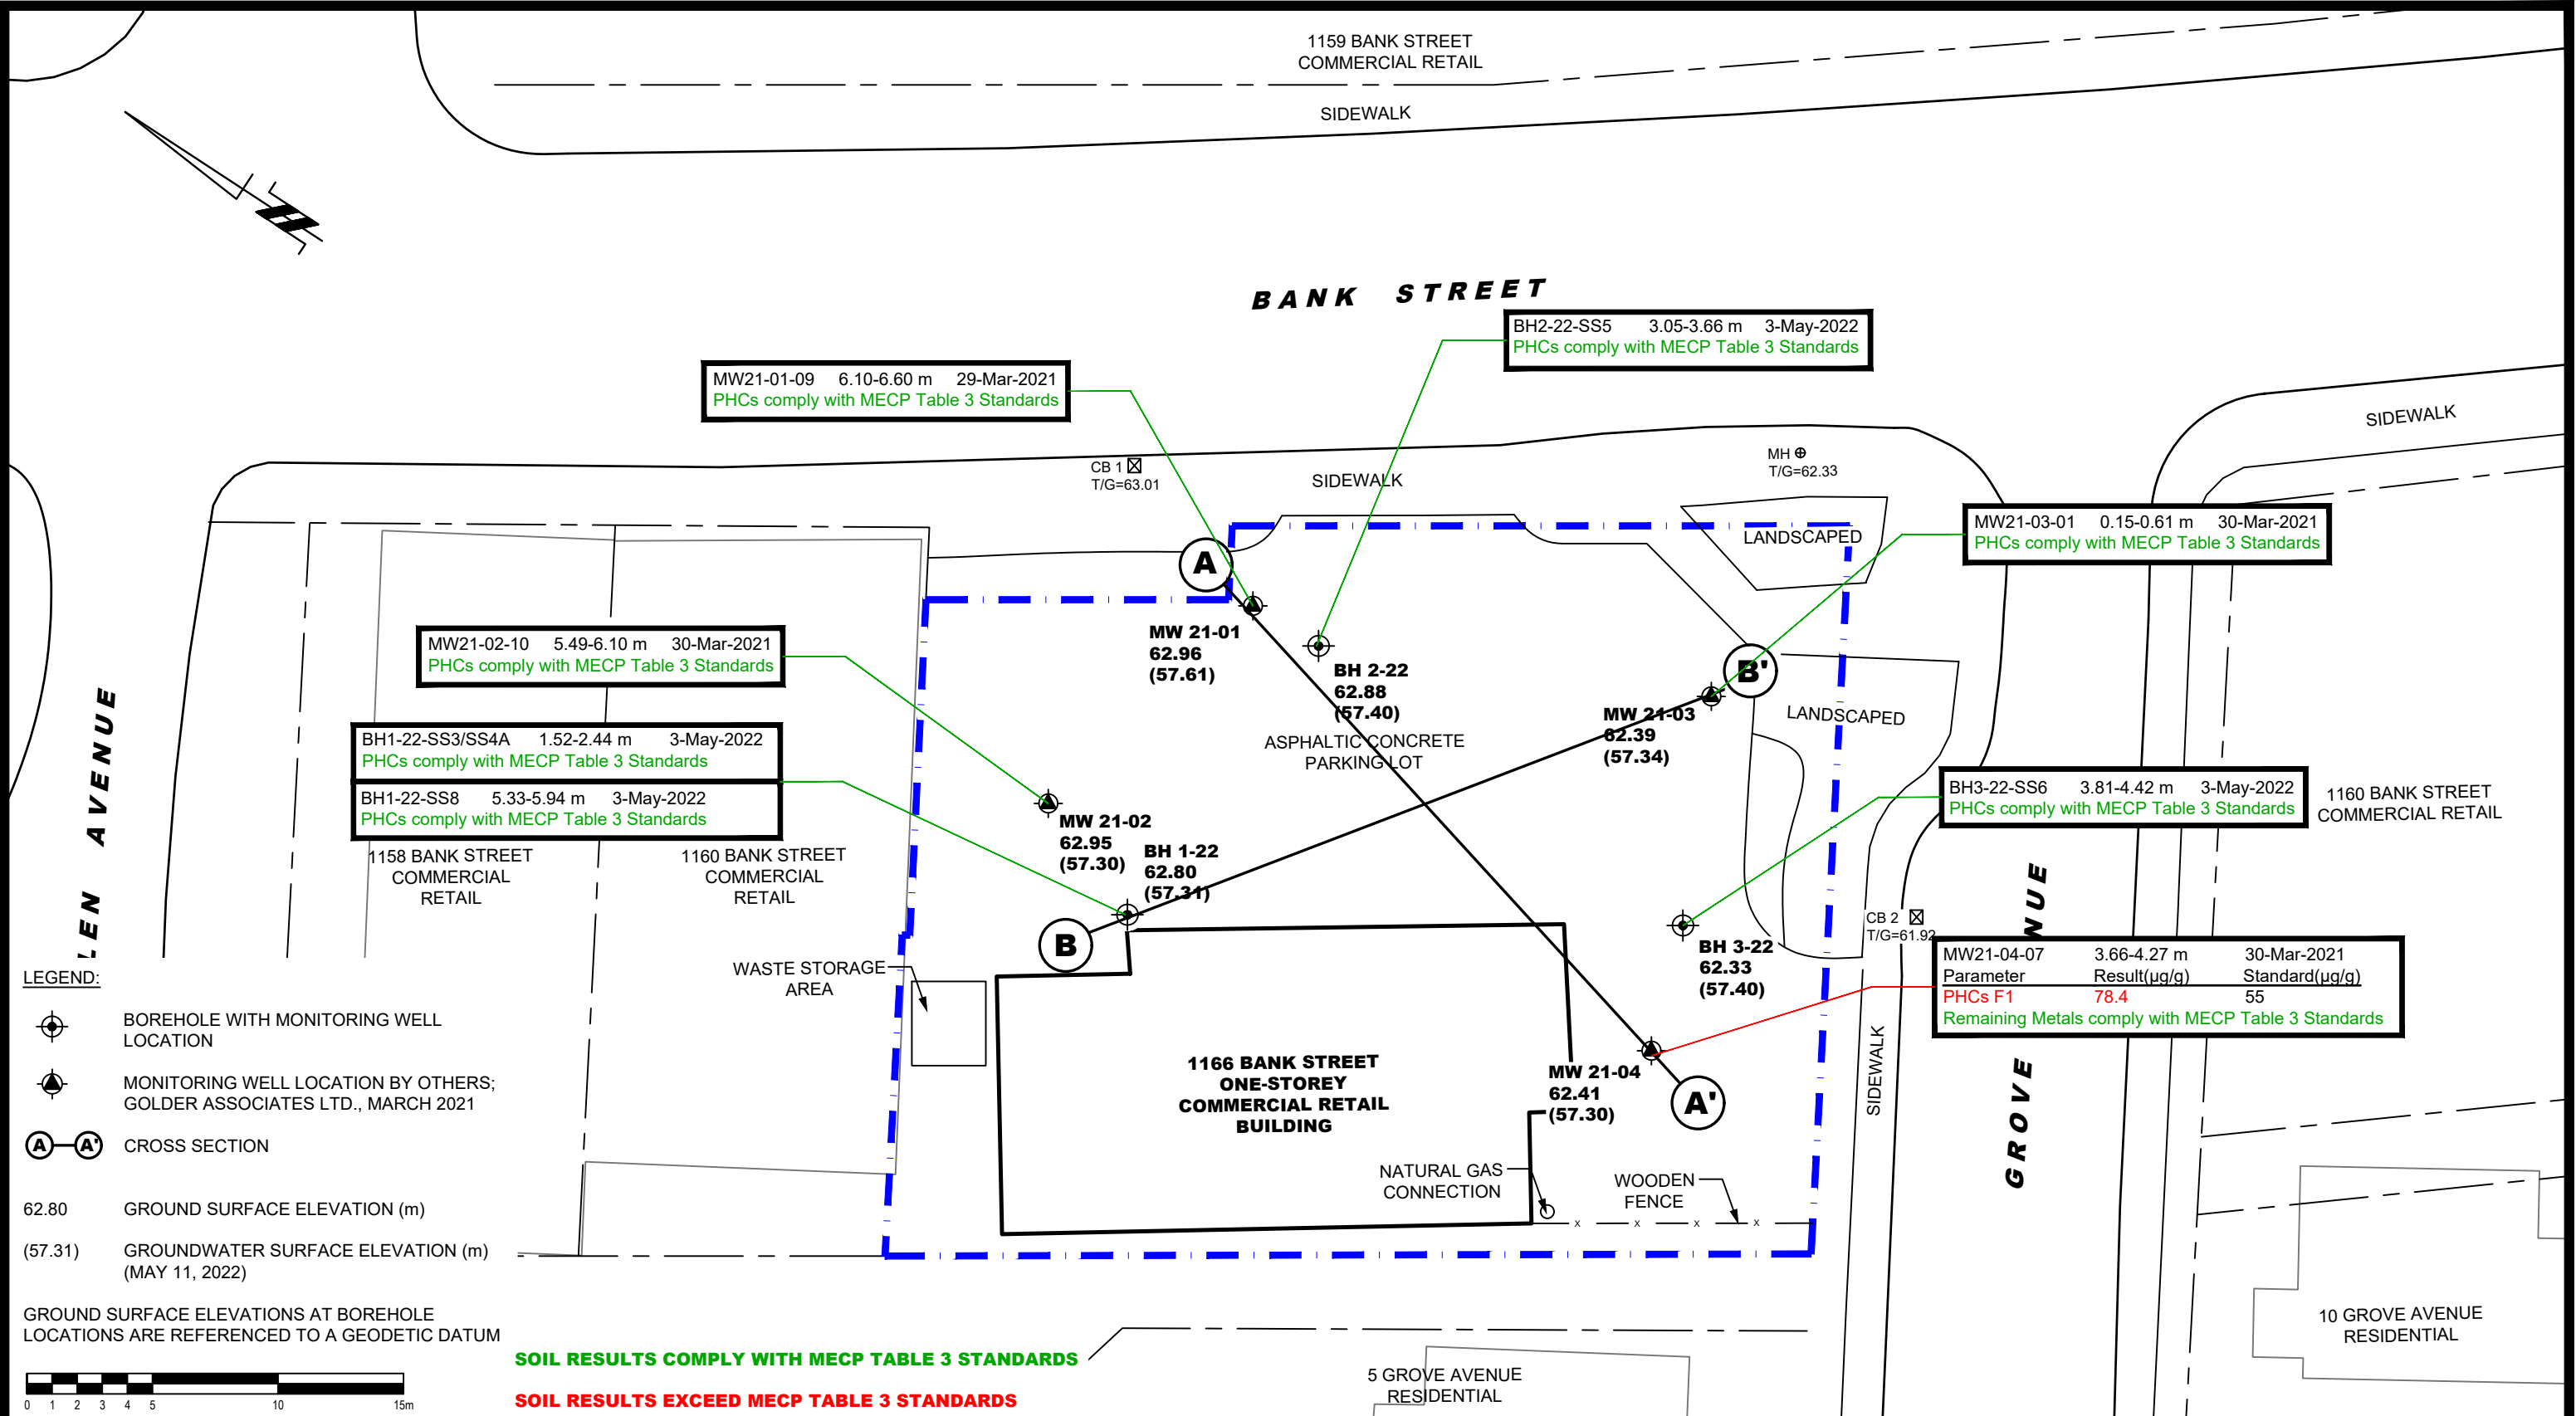 1159 BANK STREET
COMMERCIAL RETAIL
SIDEWALK
BANK STREET
BH2-22-SS5 3.05-3.66 m 3-May-2022
PHCs comply with MECP Table 3 Standards
MW21-01-09 6.10-6.60 m 29-Mar-2021
PHCs comply with MECP Table 3 Standards
SIDEWALK
CB 1
T/G=63.01
SIDEWALK
MH
T/G=62.33
MW21-03-01 0.15-0.61 m 30-Mar-2021
PHCs comply with MECP Table 3 Standards
LANDSCAPED
A
MW 21-01
62.96
(57.61)
BH 2-22
62.88
(57.40)
MW21-02-10 5.49-6.10 m 30-Mar-2021
PHCs comply with MECP Table 3 Standards
B'
MW 21-03
62.39
(57.34)
LANDSCAPED
ASPHALTIC CONCRETE
PARKING LOT
BH1-22-SS3/SS4A 1.52-2.44 m 3-May-2022
PHCs comply with MECP Table 3 Standards
BH1-22-SS8 5.33-5.94 m 3-May-2022
PHCs comply with MECP Table 3 Standards
BH3-22-SS6 3.81-4.42 m 3-May-2022
PHCs comply with MECP Table 3 Standards
1160 BANK STREET
COMMERCIAL RETAIL
MW 21-02
62.95
(57.30)
BH 1-22
62.80
(57.31)
1158 BANK STREET
COMMERCIAL
RETAIL
1160 BANK STREET
COMMERCIAL
RETAIL
LEN AVENUE
B
CB 2
T/G=61.92
BH 3-22
62.33
(57.40)
MW21-04-07 3.66-4.27 m 30-Mar-2021
Parameter Result(µg/g) Standard(µg/g)
PHCs F1 78.4 55
Remaining Metals comply with MECP Table 3 Standards
WASTE STORAGE
AREA
1166 BANK STREET
ONE-STOREY
COMMERCIAL RETAIL
BUILDING
MW 21-04
62.41
(57.30)
A'
SIDEWALK
GROVE NUE
NATURAL GAS
CONNECTION
WOODEN
FENCE
x x x x
LEGEND:
BOREHOLE WITH MONITORING WELL
LOCATION
MONITORING WELL LOCATION BY OTHERS;
GOLDER ASSOCIATES LTD., MARCH 2021
A A' CROSS SECTION
62.80 GROUND SURFACE ELEVATION (m)
(57.31) GROUNDWATER SURFACE ELEVATION (m)
(MAY 11, 2022)
GROUND SURFACE ELEVATIONS AT BOREHOLE
LOCATIONS ARE REFERENCED TO A GEODETIC DATUM
0 1 2 3 4 5 10 15m
SOIL RESULTS COMPLY WITH MECP TABLE 3 STANDARDS
SOIL RESULTS EXCEED MECP TABLE 3 STANDARDS
5 GROVE AVENUE
RESIDENTIAL
10 GROVE AVENUE
RESIDENTIAL